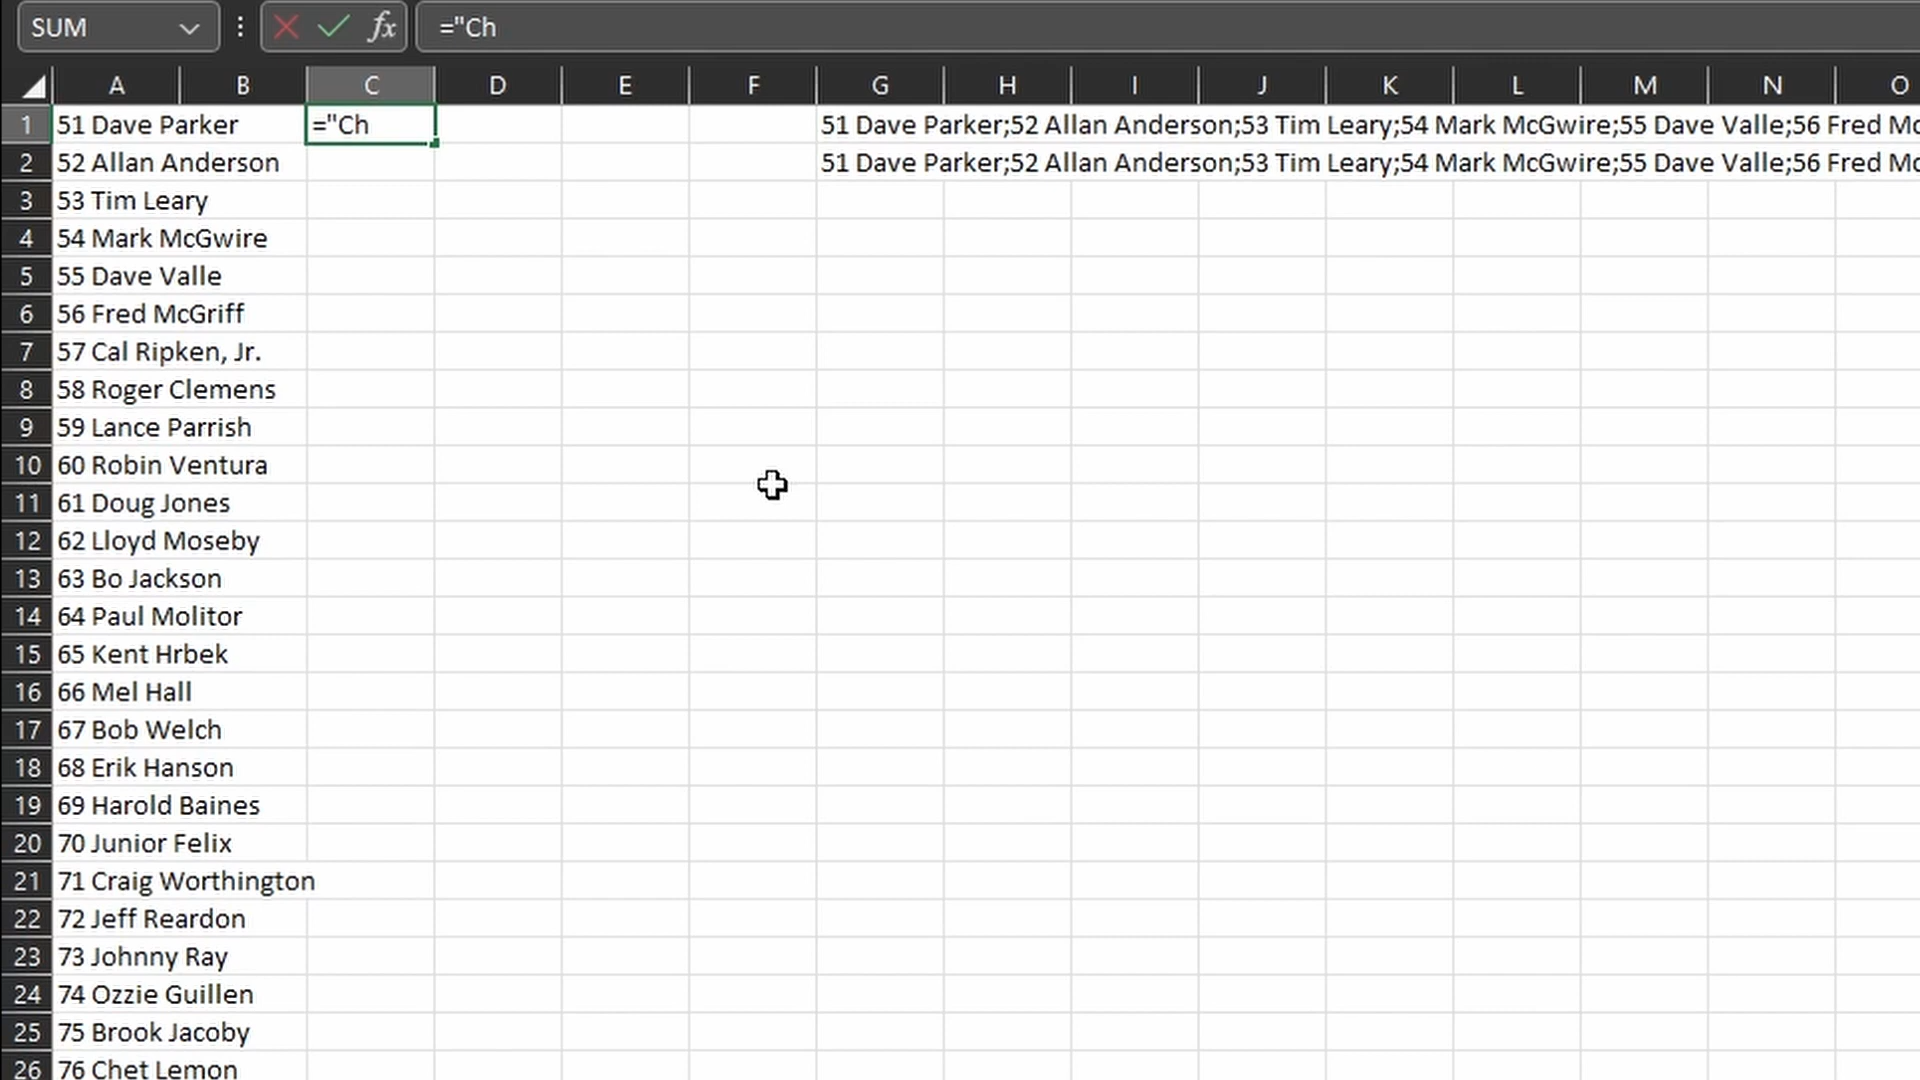 SUM fx ="Ch
A B C D E F G H I J K L M N O
1 51 Dave Parker ="Ch 51 Dave Parker;52 Allan Anderson;53 Tim Leary;54 Mark McGwire;55 Dave Valle;56 Fred Mc
2 52 Allan Anderson 51 Dave Parker;52 Allan Anderson;53 Tim Leary;54 Mark McGwire;55 Dave Valle;56 Fred Mc
3 53 Tim Leary
4 54 Mark McGwire
5 55 Dave Valle
6 56 Fred McGriff
7 57 Cal Ripken, Jr.
8 58 Roger Clemens
9 59 Lance Parrish
10 60 Robin Ventura
11 61 Doug Jones
12 62 Lloyd Moseby
13 63 Bo Jackson
14 64 Paul Molitor
15 65 Kent Hrbek
16 66 Mel Hall
17 67 Bob Welch
18 68 Erik Hanson
19 69 Harold Baines
20 70 Junior Felix
21 71 Craig Worthington
22 72 Jeff Reardon
23 73 Johnny Ray
24 74 Ozzie Guillen
25 75 Brook Jacoby
26 76 Chet Lemon